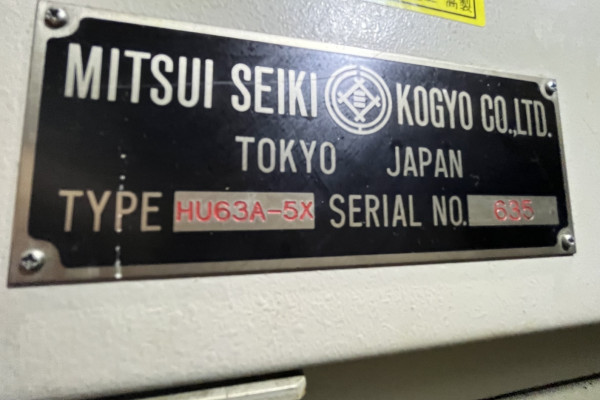 MITSUI SEIKI KOGYO CO.,LTD.
TOKYO JAPAN
TYPE HU63A-5X SERIAL NO. 635